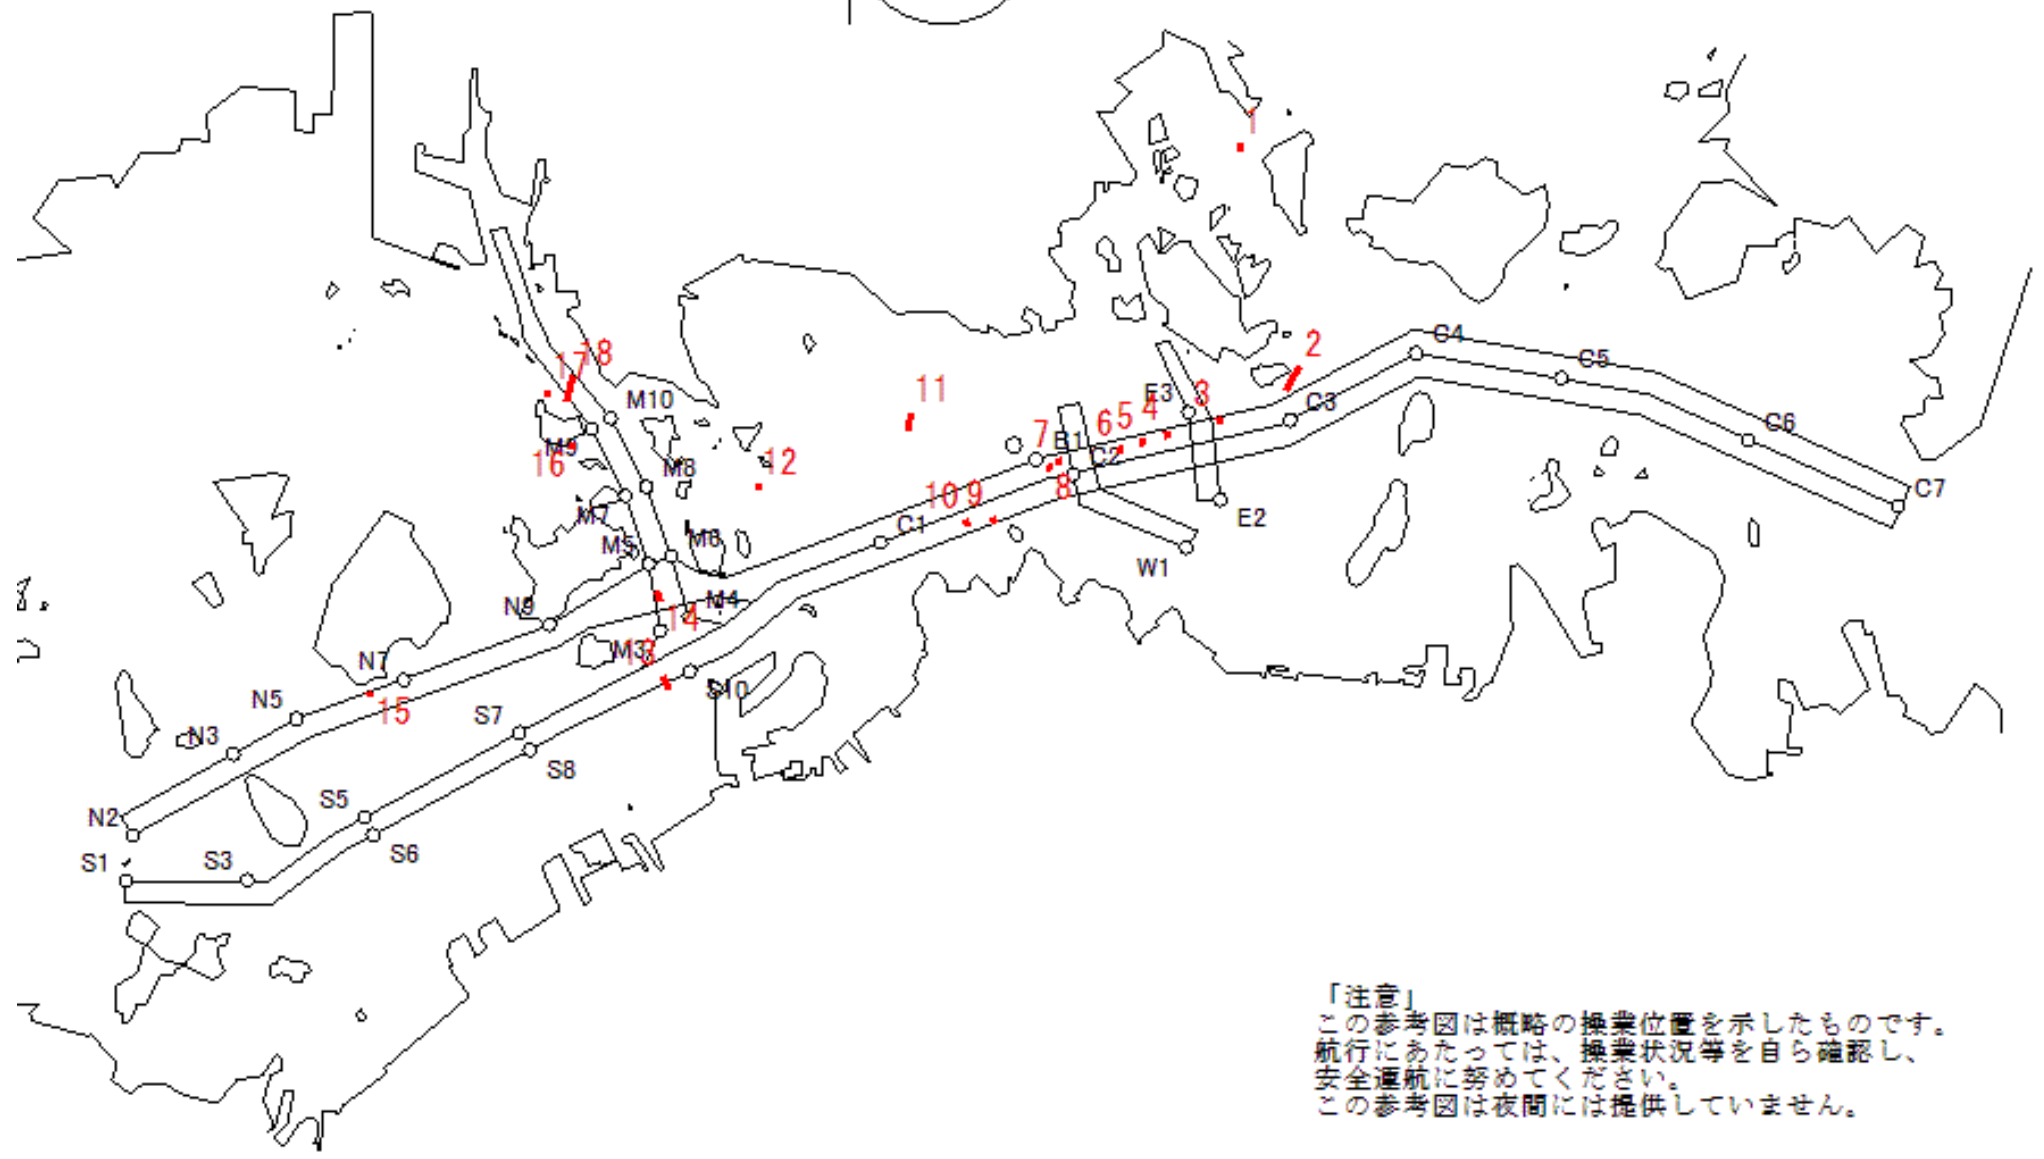 1
2
C4
C5
18
17
11
M10
E3
3
4
5
6
7
B1
C3
C6
M9
16
12
M8
C2
8
C7
10
9
M7
E2
C1
M5
M6
W1
N9
M4
14
M3
13
N7
S10
N5
15
S7
N3
S8
S5
N2
S6
S1
S3
「注意」
この参考図は概略の操業位置を示したものです。
航行にあたっては、操業状況等を自ら確認し、
安全運航に努めてください。
この参考図は夜間には提供していません。